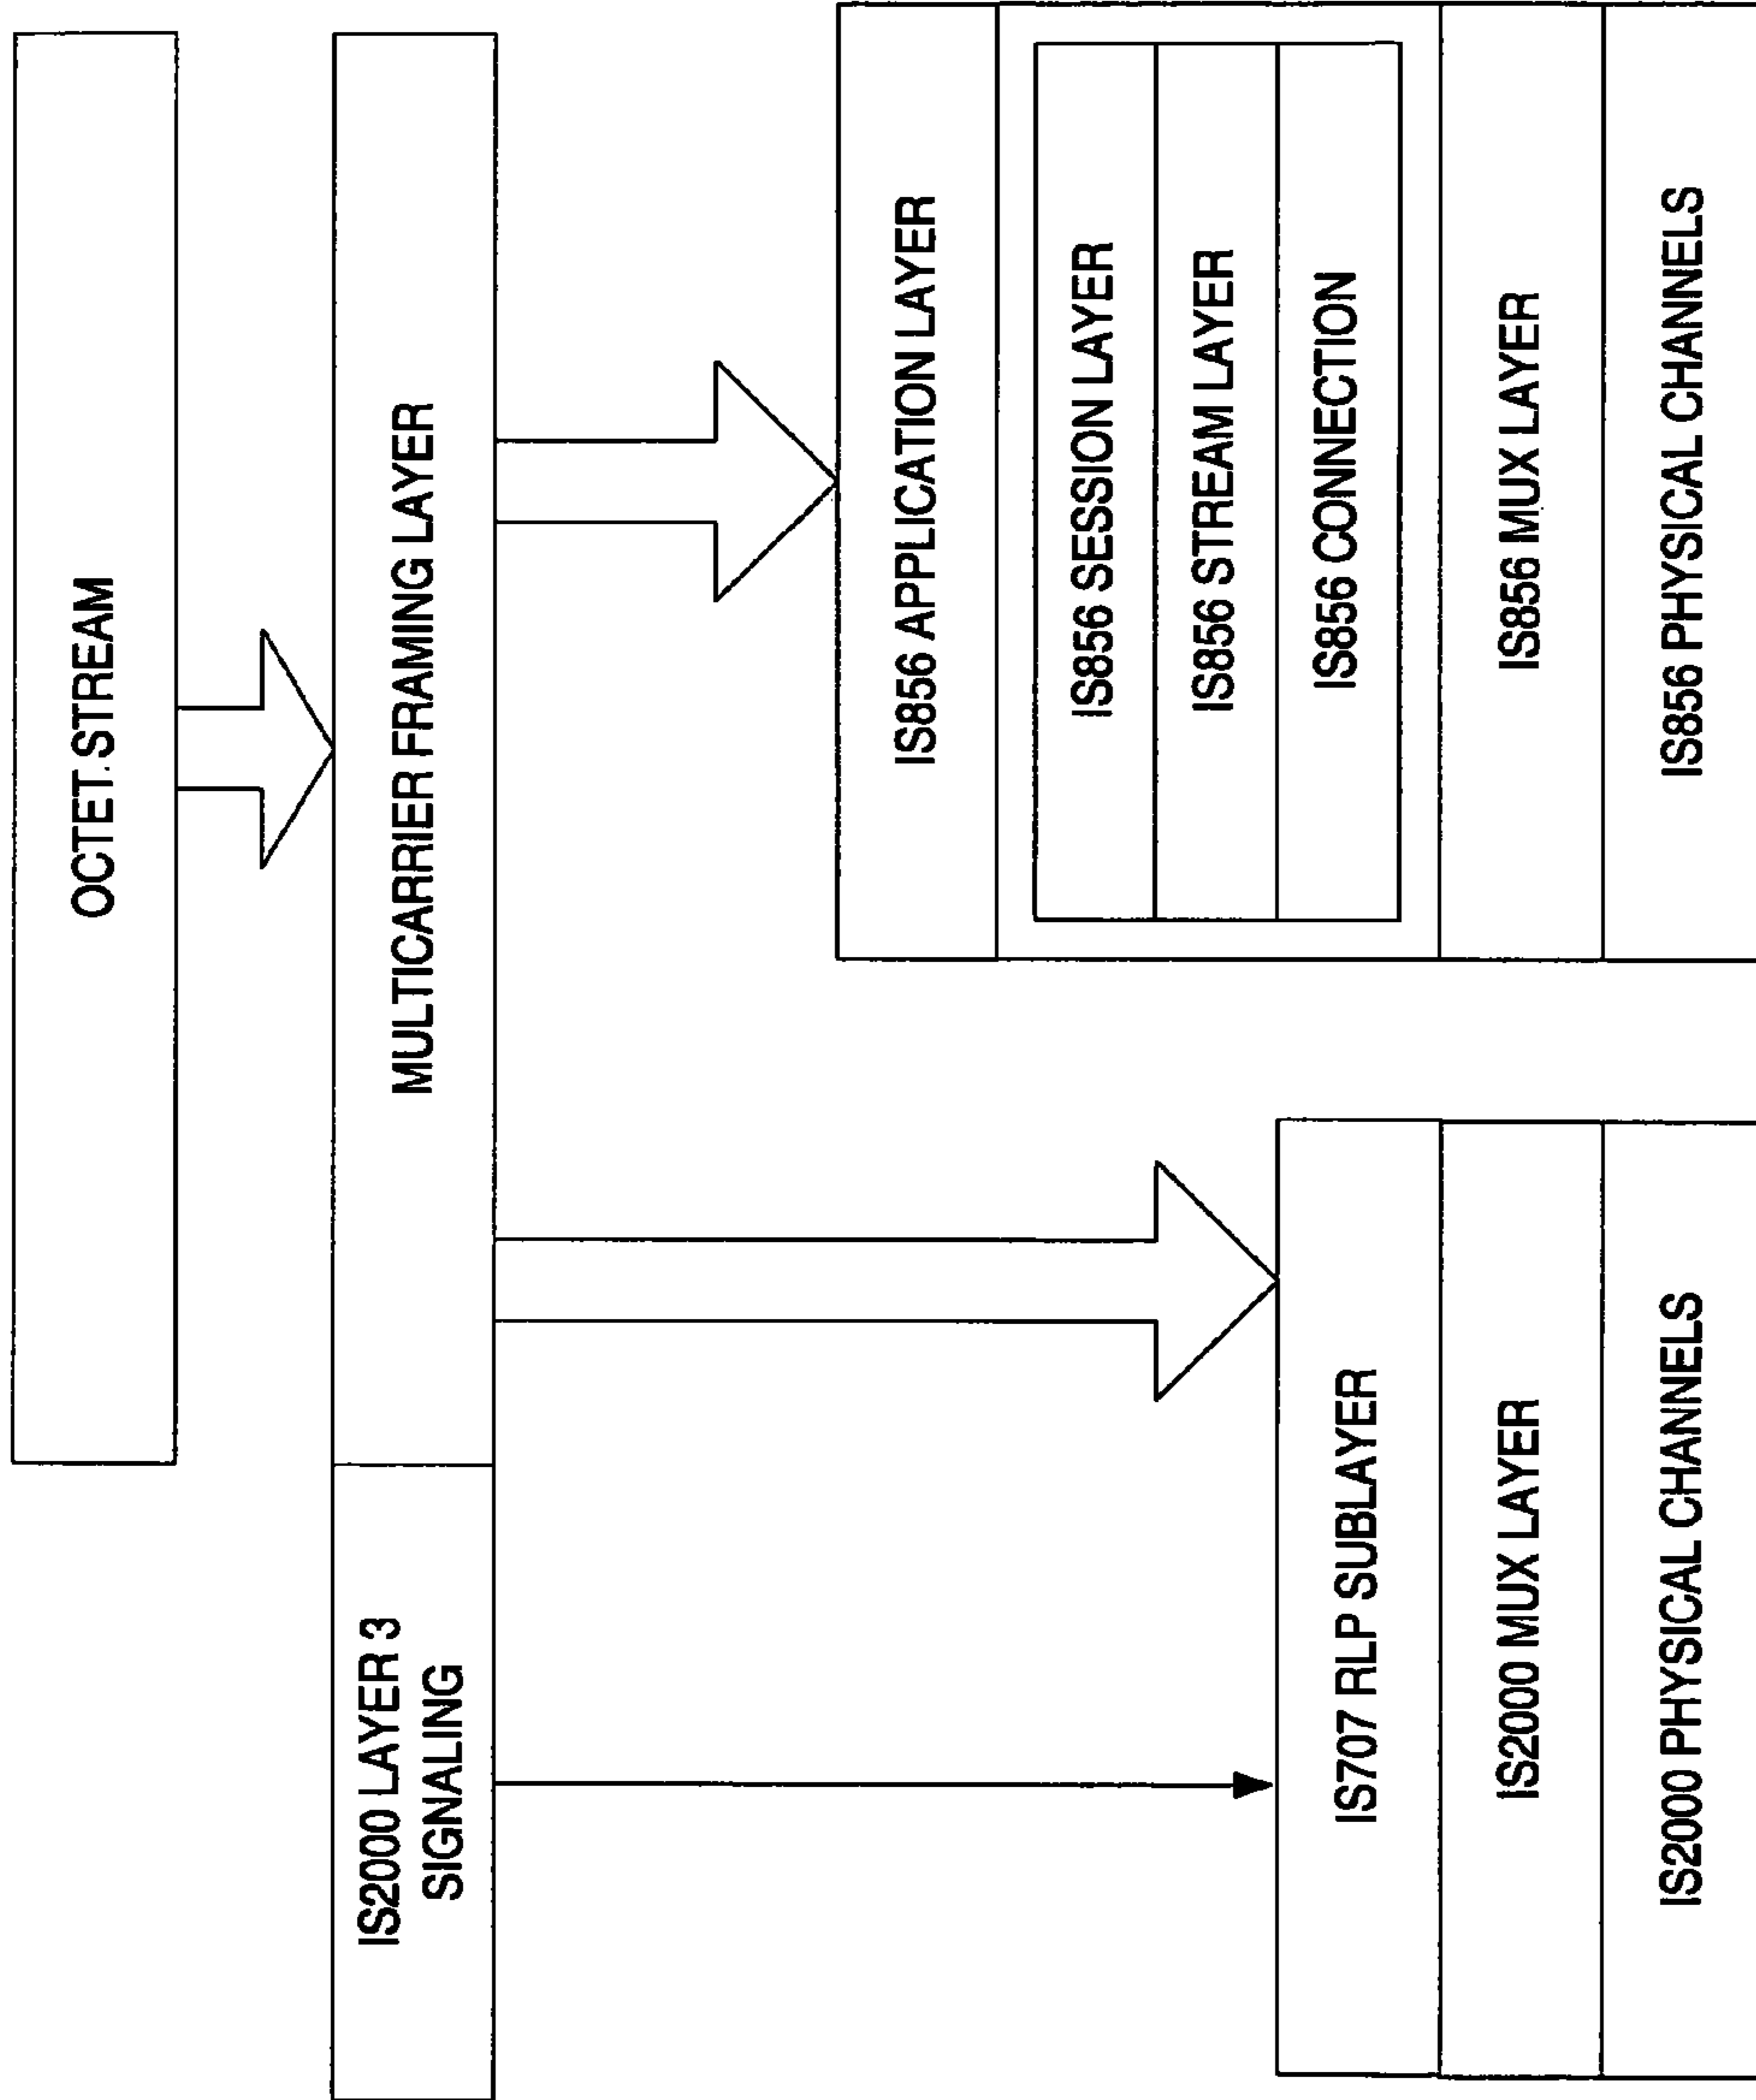 OCTET.STREAM
IS2000 LAYER 3
SIGNALING
MULTICARRIER FRAMING LAYER
IS707 RLP SUBLAYER
IS2000 MUX LAYER
IS2000 PHYSICAL CHANNELS
IS856 APPLICATION LAYER
IS856 SESSION LAYER
IS856 STREAM LAYER
IS856 CONNECTION
IS856 MUX LAYER
IS856 PHYSICAL CHANNELS